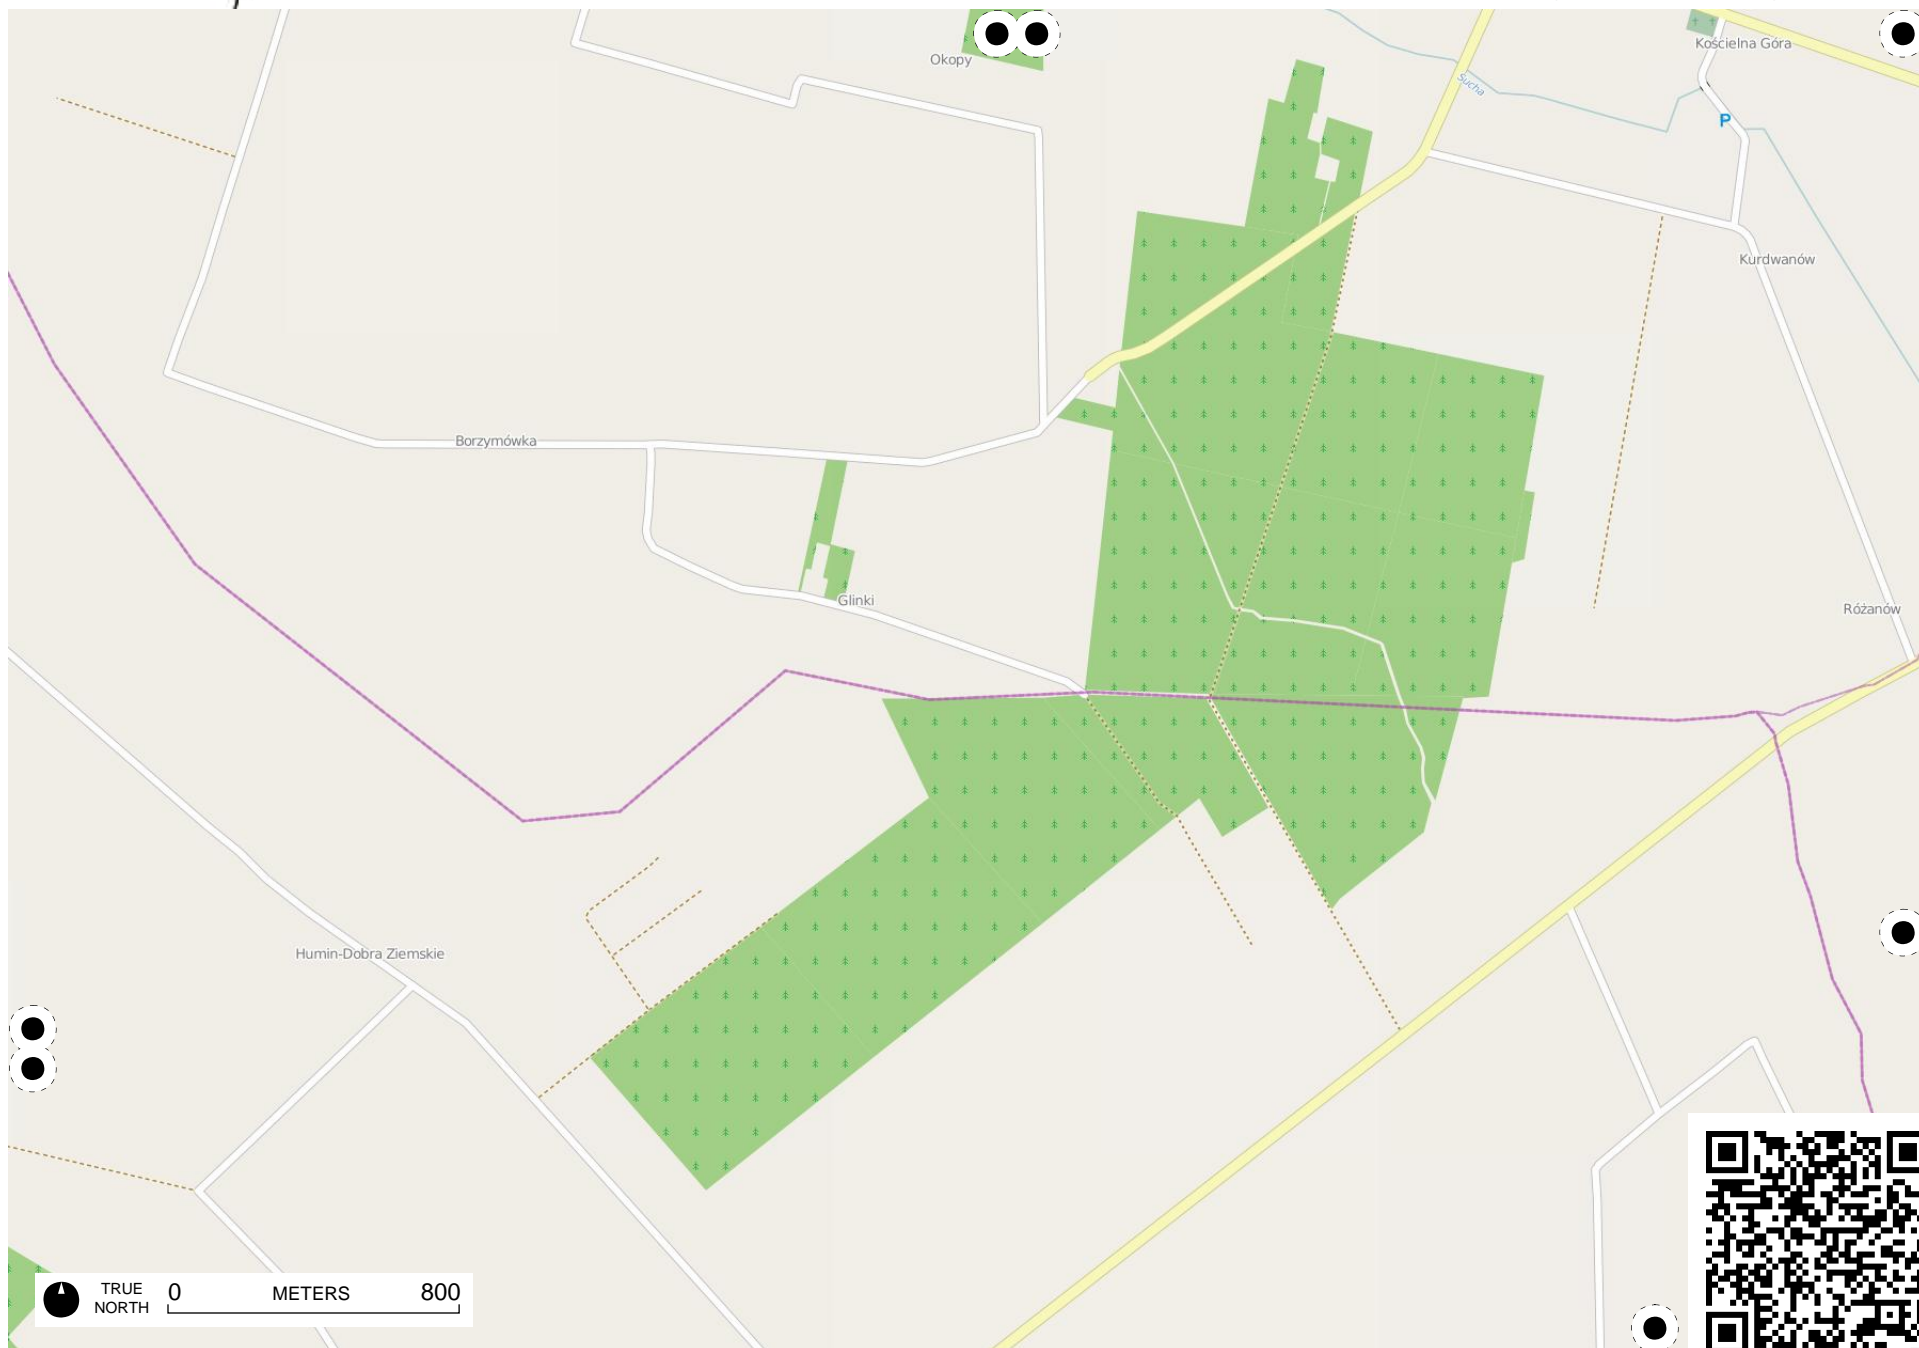 Kościelna Góra
Okopy
Sucha
P
Kurdwanów
Borzymówka
Glinki
Różanów
Humin-Dobra Ziemskie
TRUE
NORTH
0 METERS 800